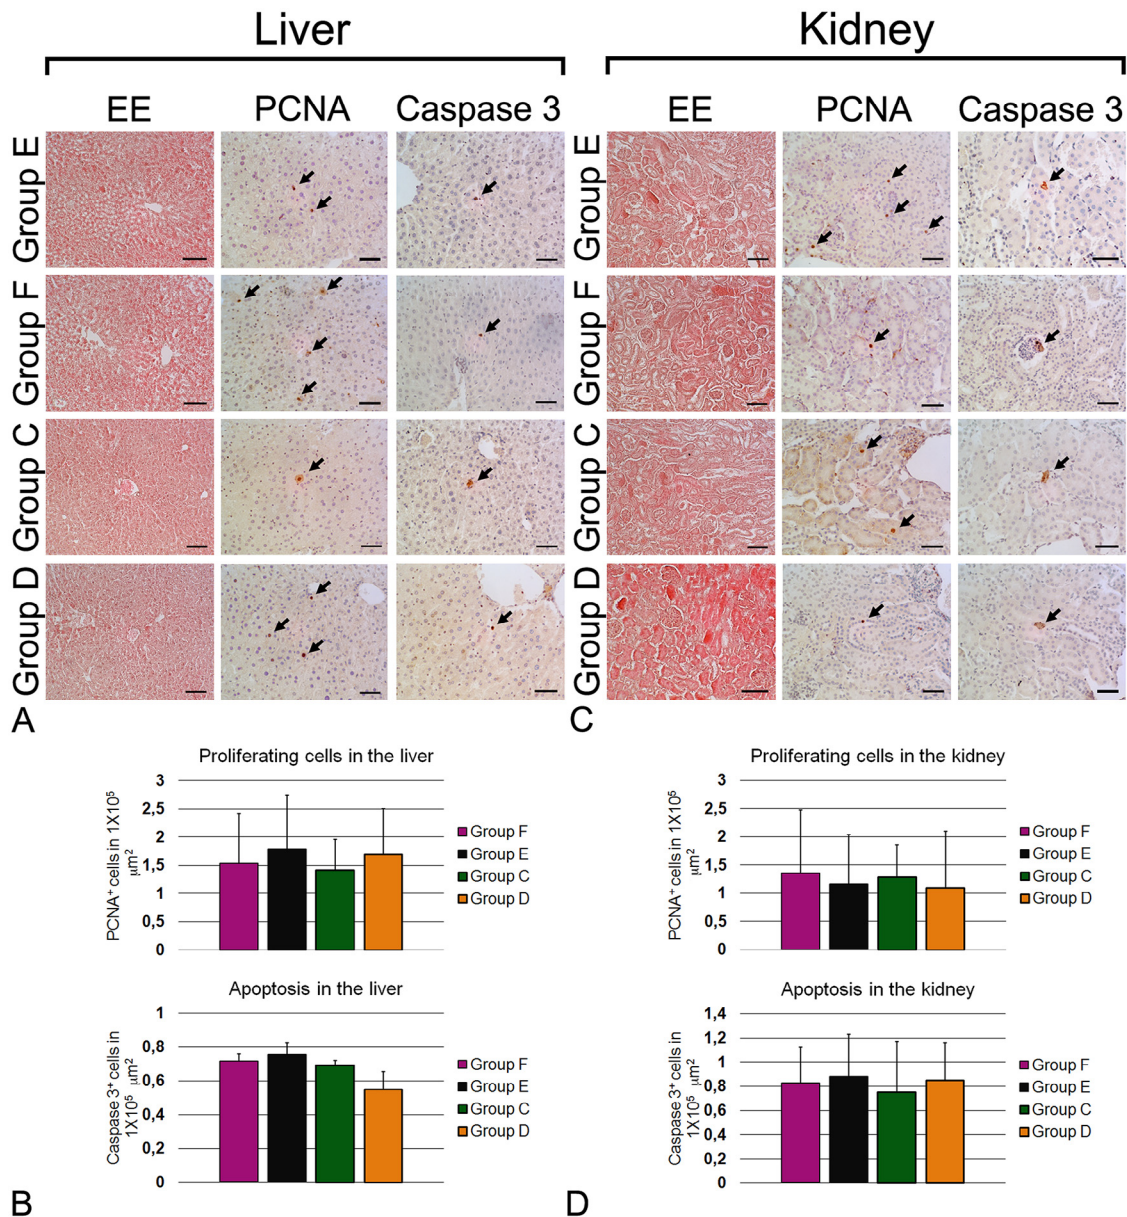 Liver
Kidney
EE PCNA Caspase 3
EE PCNA Caspase 3
Group E
Group F
Group C
Group D
Group E
Group F
Group C
Group D
A
C
Proliferating cells in the liver
PCNA⁺ cells in 1X10⁵
μm²
3
2,5
2
1,5
1
0,5
0
Group F
Group E
Group C
Group D
Proliferating cells in the kidney
PCNA⁺ cells in 1X10⁵
μm²
3
2,5
2
1,5
1
0,5
0
Group F
Group E
Group C
Group D
Apoptosis in the liver
Caspase 3⁺ cells in
1X10⁵ μm²
1
0,8
0,6
0,4
0,2
0
Group F
Group E
Group C
Group D
Apoptosis in the kidney
Caspase 3⁺ cells in
1X10⁵ μm²
1,4
1,2
1
0,8
0,6
0,4
0,2
0
Group F
Group E
Group C
Group D
B
D